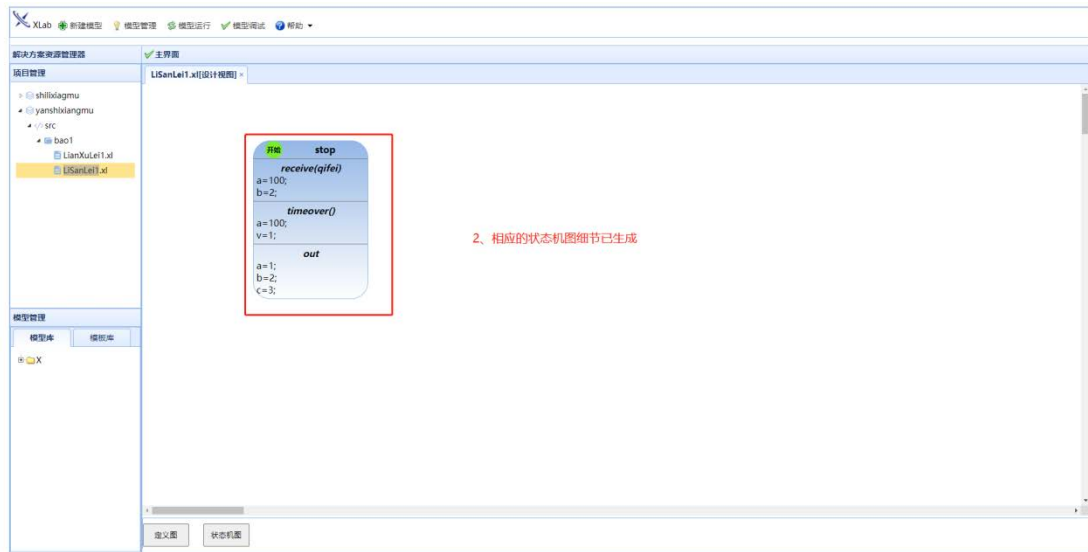 XLab 新建模型 模型管理 模型运行 模型调试 帮助
解决方案资源管理器
主界面
项目管理
LiSanLei1.xl[设计视图] ×
shilixiagmu
yanshixiangmu
src
bao1
LianXuLei1.xl
LiSanLei1.xl
开始 stop
receive(qifei)
a=100;
b=2;
timeover()
a=100;
v=1;
out
a=1;
b=2;
c=3;
2、相应的状态机图细节已生成
模型管理
模型库 模板库
X
定义图 状态机图